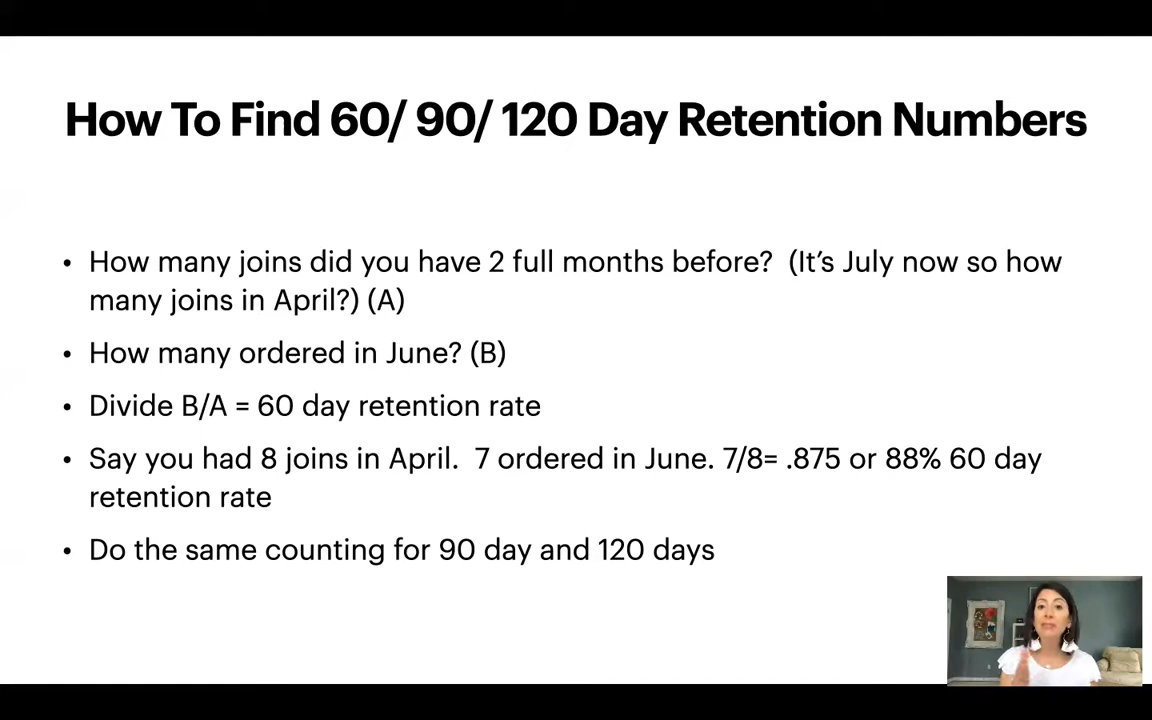 How To Find 60/ 90/ 120 Day Retention Numbers
• How many joins did you have 2 full months before?  (It's July now so how
many joins in April?) (A)
• How many ordered in June? (B)
• Divide B/A = 60 day retention rate
• Say you had 8 joins in April.  7 ordered in June. 7/8= .875 or 88% 60 day
retention rate
• Do the same counting for 90 day and 120 days